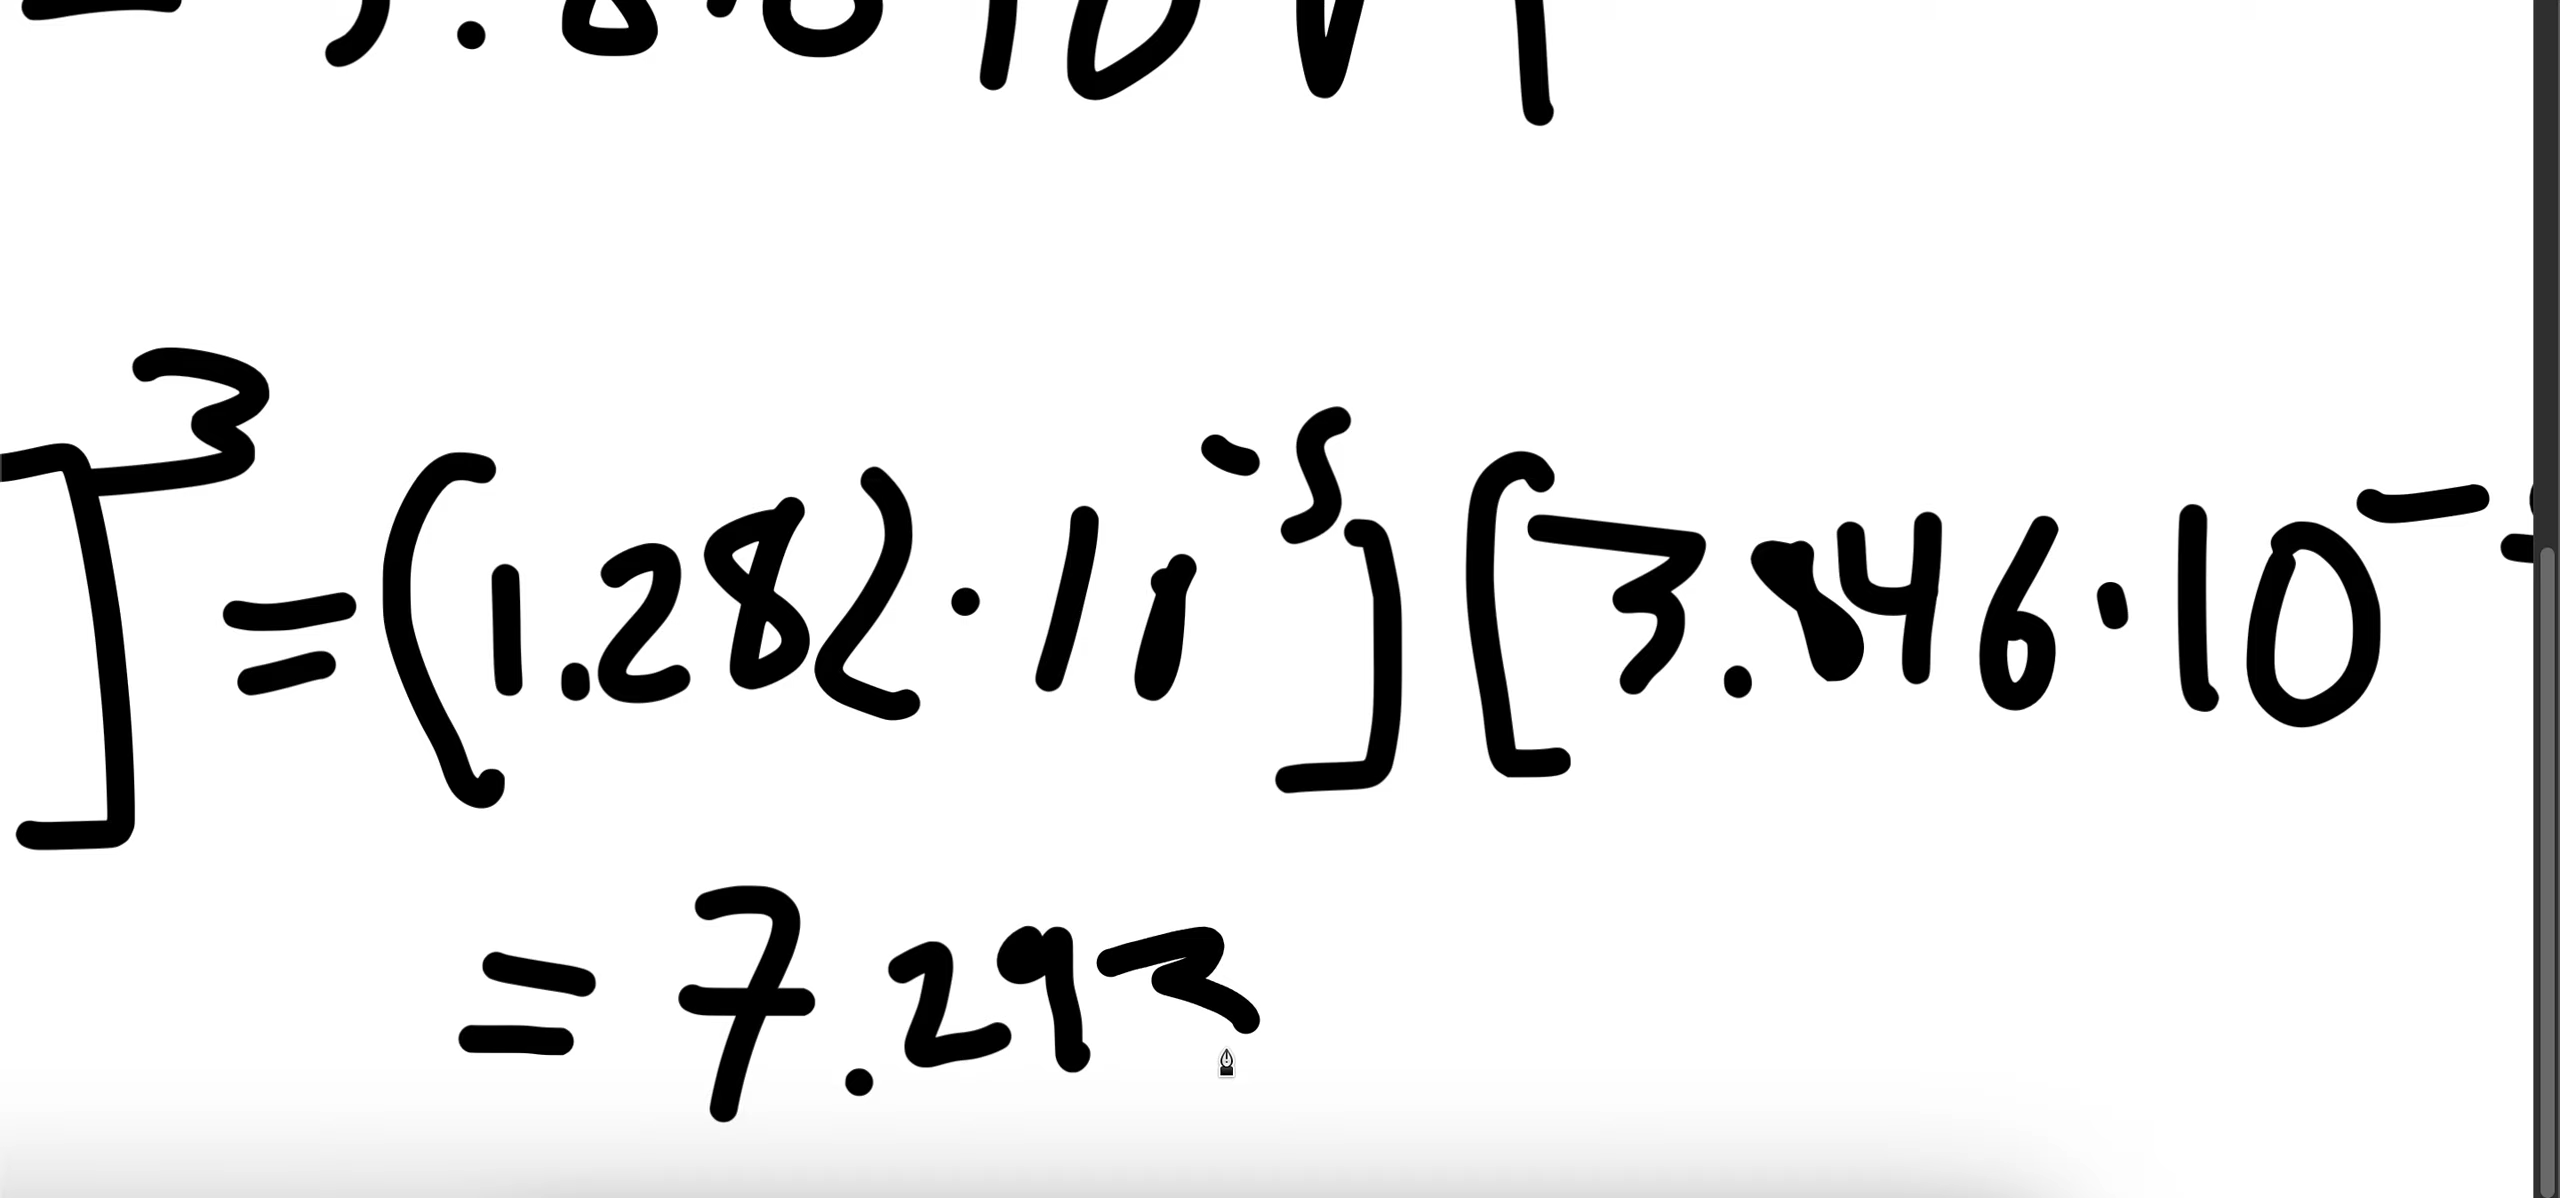 ]³ = (1.282 · 10⁻⁵] [3.846 · 10⁻
= 7.293